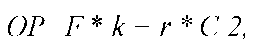 OP F * k − r * C 2,